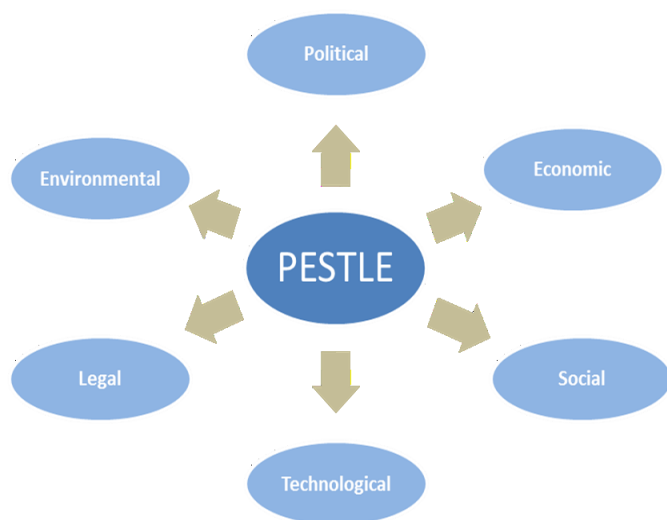 Political
Environmental
Economic
PESTLE
Legal
Social
Technological